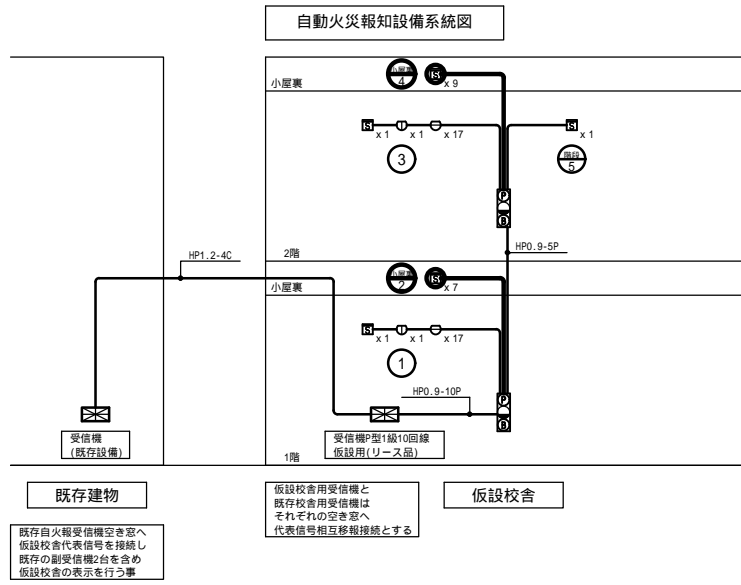 自動火災報知設備系統図
小屋裏
小屋裏
4
S
x 9
S
x 1
x 1
x 17
S
x 1
3
階段
5
P
B
2階
HP0.9-5P
HP1.2-4C
小屋裏
小屋裏
2
S
x 7
S
x 1
x 1
x 17
1
HP0.9-10P
P
B
受信機
(既存設備)
受信機P型1級10回線
仮設用(リース品)
1階
既存建物
仮設校舎用受信機と
既存校舎用受信機は
それぞれの空き窓へ
代表信号相互移報接続とする
仮設校舎
既存自火報受信機空き窓へ
仮設校舎代表信号を接続し
既存の副受信機2台を含め
仮設校舎の表示を行う事